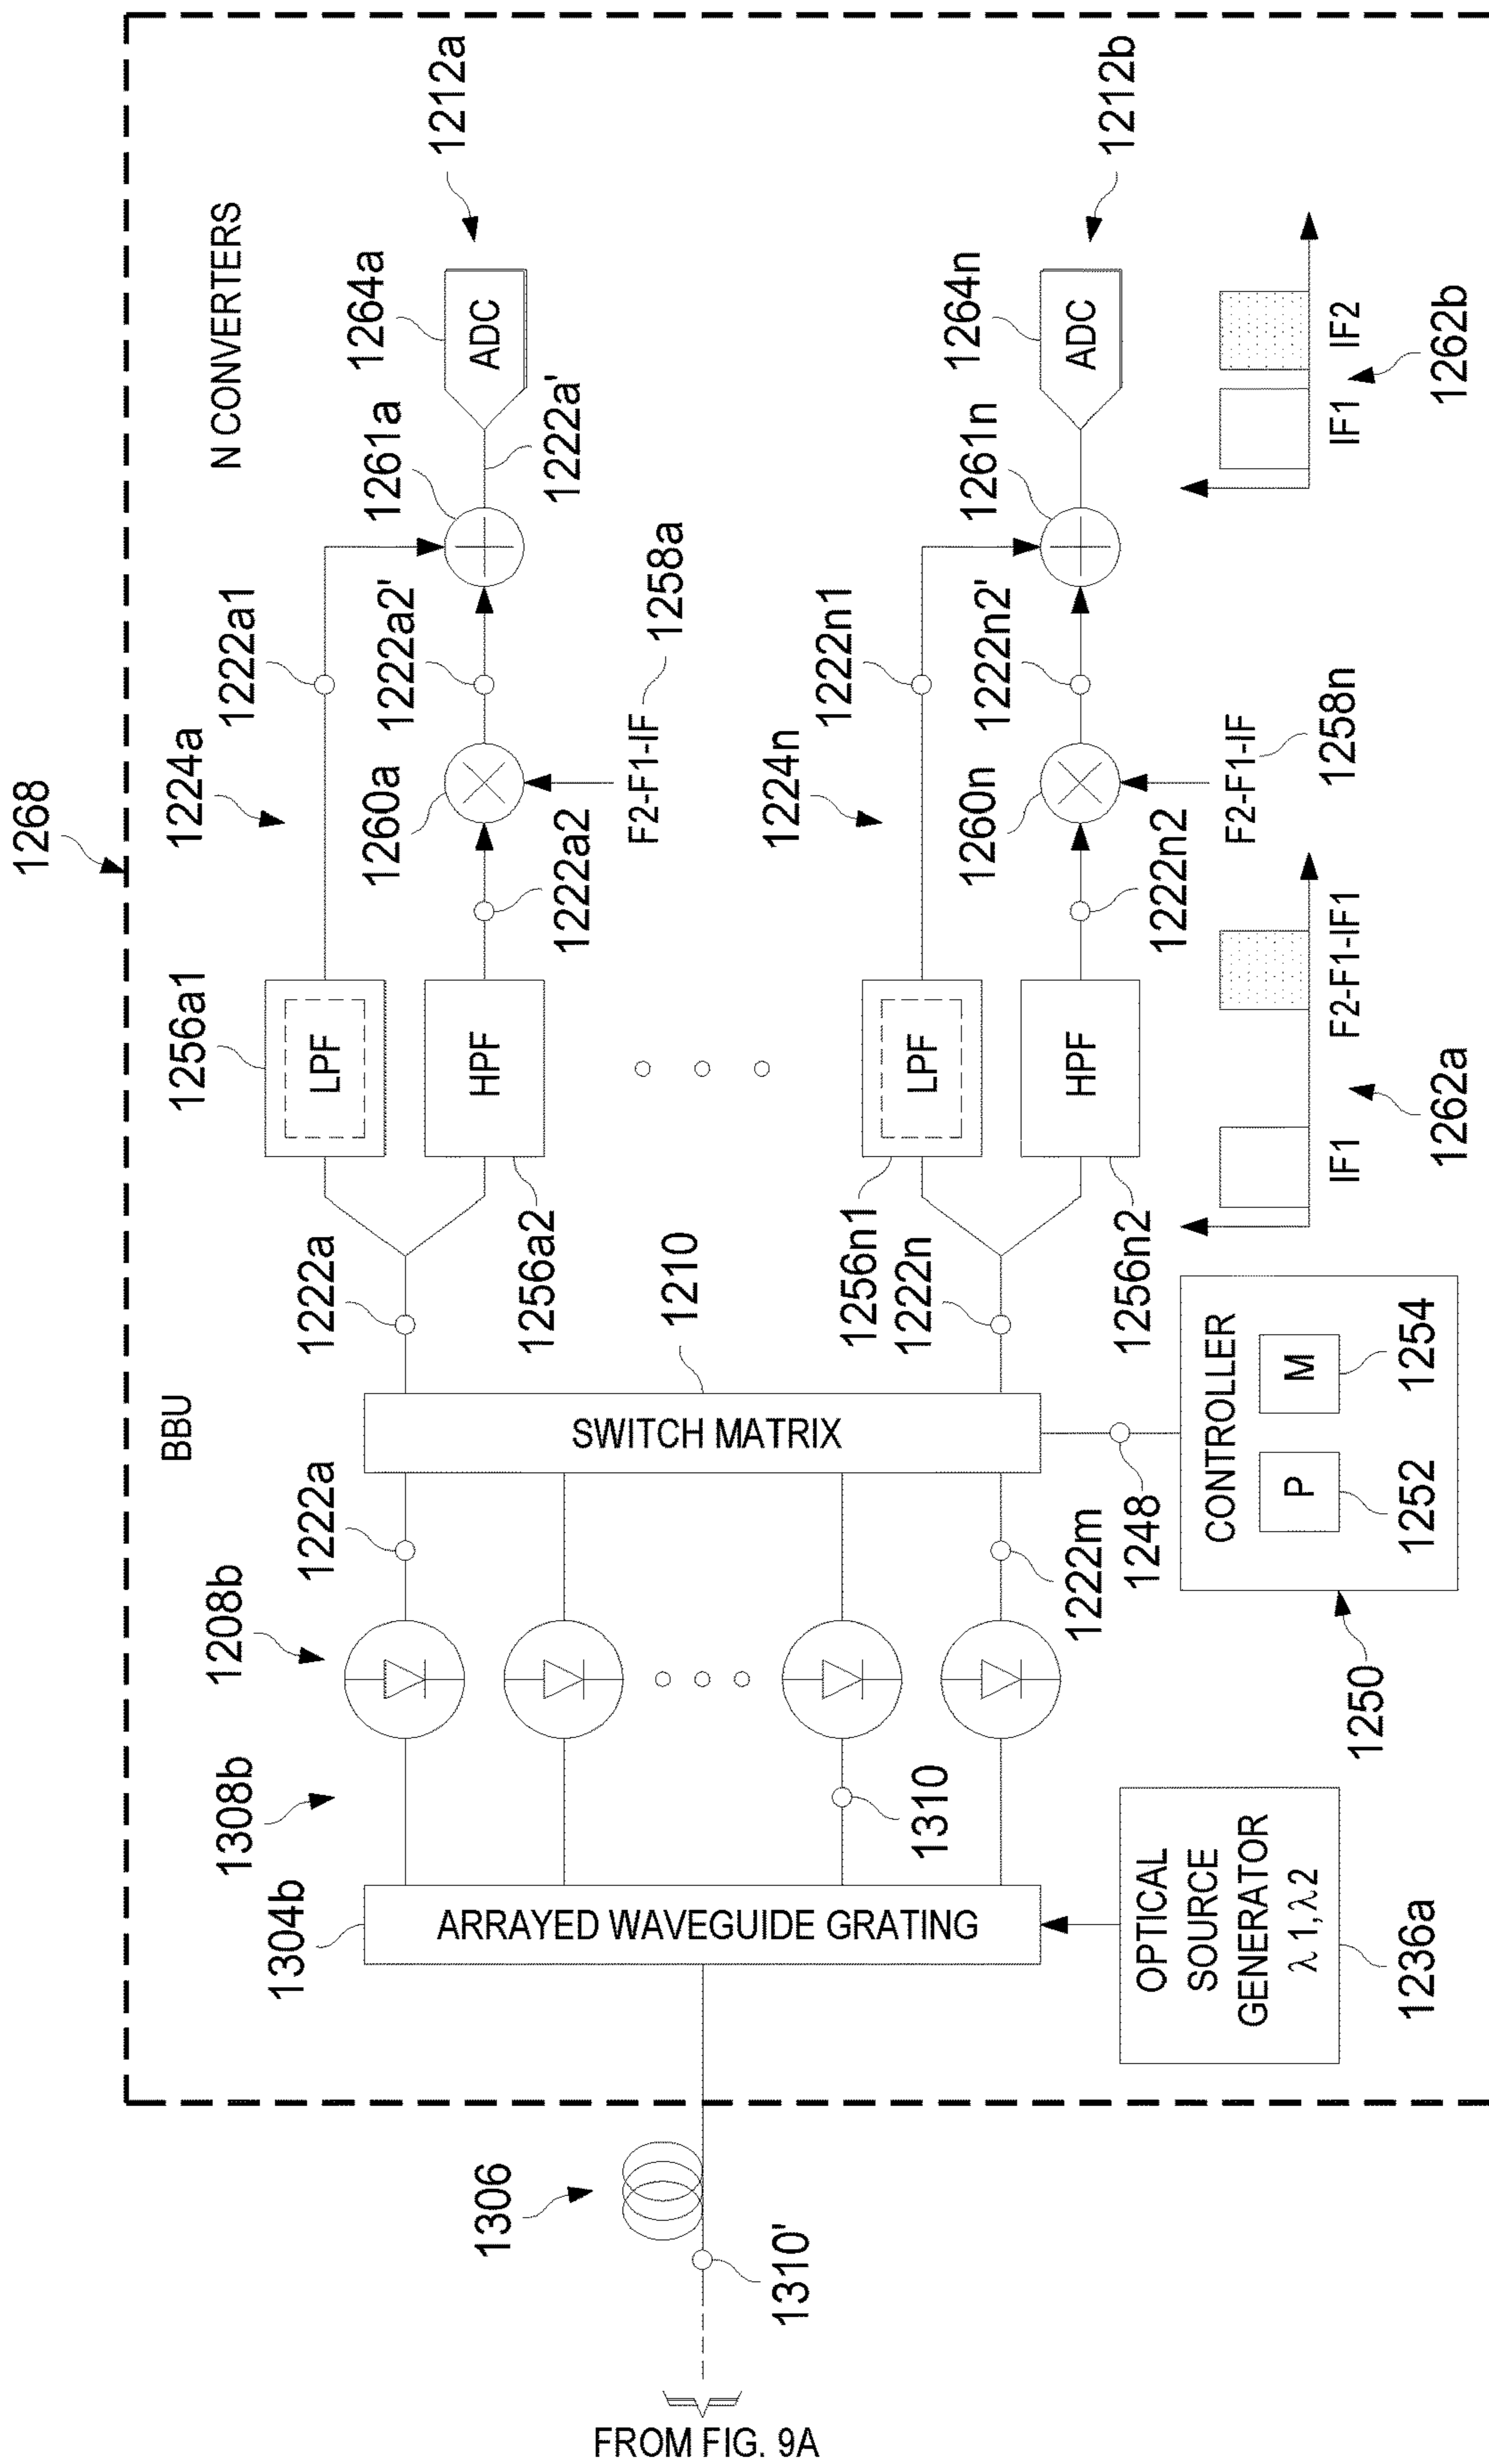 1268
BBU
N CONVERTERS
1256a1
1224a
1222a1
1261a
1264a
1212a
LPF
1222a
HPF
ADC
1256a2
1222a2
1260a
1222a2'
1222a'
F2-F1-IF
1258a
1308b
1208b
1222a
1210
1304b
ARRAYED WAVEGUIDE GRATING
SWITCH MATRIX
1306
1310'
FROM FIG. 9A
1310
1222m
1248
1256n1
1222n
1224n
1222n1
1261n
1264n
1212b
LPF
HPF
ADC
1256n2
1222n2
1260n
1222n2'
F2-F1-IF
1258n
OPTICAL
SOURCE
GENERATOR
λ1,λ2
1236a
1250
CONTROLLER
P
M
1252
1254
IF1
F2-F1-IF1
1262a
IF1
IF2
1262b